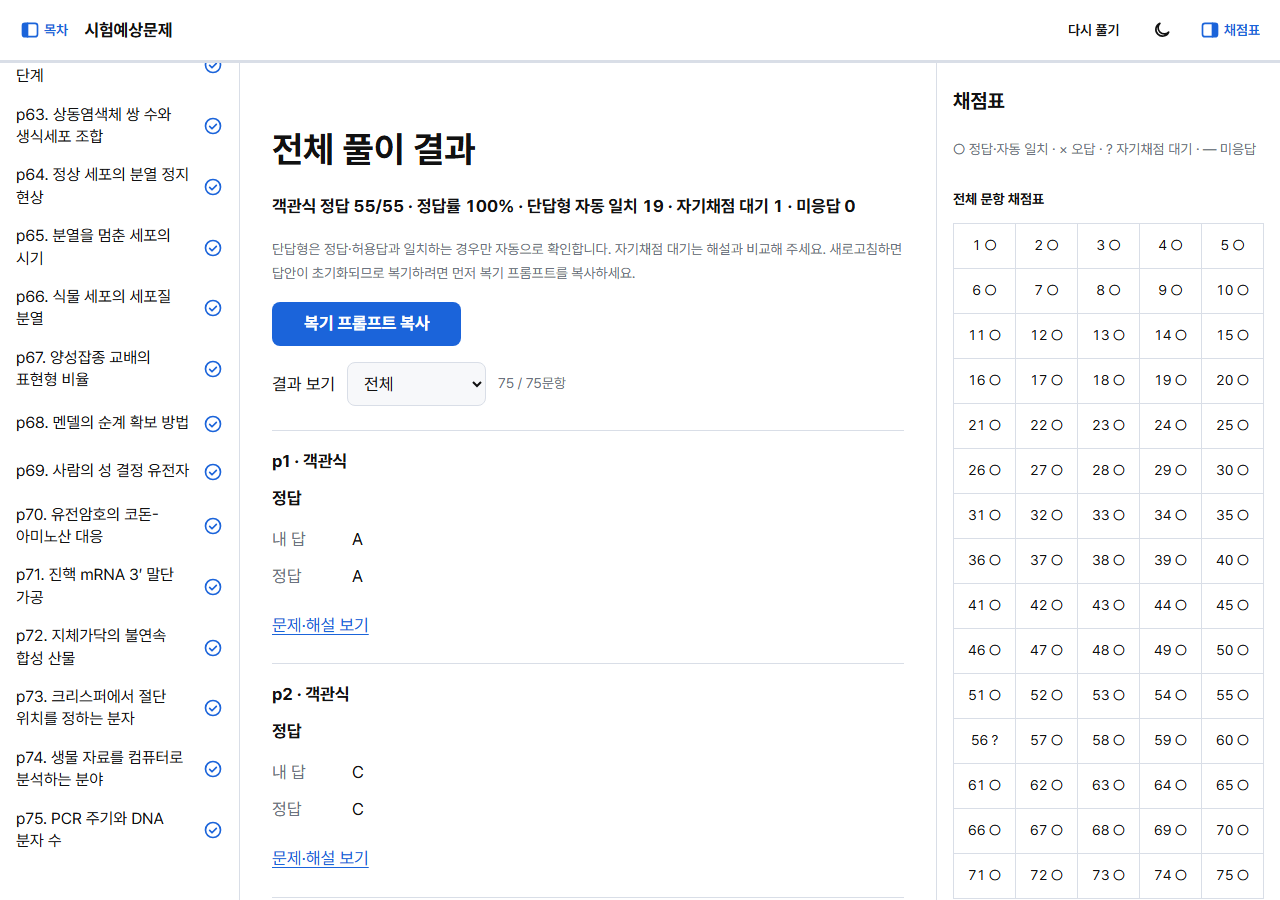 목차
시험예상문제
다시 풀기
채점표
단계
p63. 상동염색체 쌍 수와
생식세포 조합
p64. 정상 세포의 분열 정지
현상
p65. 분열을 멈춘 세포의
시기
p66. 식물 세포의 세포질
분열
p67. 양성잡종 교배의
표현형 비율
p68. 멘델의 순계 확보 방법
p69. 사람의 성 결정 유전자
p70. 유전암호의 코돈-
아미노산 대응
p71. 진핵 mRNA 3′ 말단
가공
p72. 지체가닥의 불연속
합성 산물
p73. 크리스퍼에서 절단
위치를 정하는 분자
p74. 생물 자료를 컴퓨터로
분석하는 분야
p75. PCR 주기와 DNA
분자 수
전체 풀이 결과
객관식 정답 55/55 · 정답률 100% · 단답형 자동 일치 19 · 자기채점 대기 1 · 미응답 0
단답형은 정답·허용답과 일치하는 경우만 자동으로 확인합니다. 자기채점 대기는 해설과 비교해 주세요. 새로고침하면
답안이 초기화되므로 복기하려면 먼저 복기 프롬프트를 복사하세요.
복기 프롬프트 복사
결과 보기 전체 75 / 75문항
p1 · 객관식
정답
내 답 A
정답 A
문제·해설 보기
p2 · 객관식
정답
내 답 C
정답 C
문제·해설 보기
채점표
○ 정답·자동 일치 · × 오답 · ? 자기채점 대기 · — 미응답
전체 문항 채점표
1 ○ 2 ○ 3 ○ 4 ○ 5 ○
6 ○ 7 ○ 8 ○ 9 ○ 10 ○
11 ○ 12 ○ 13 ○ 14 ○ 15 ○
16 ○ 17 ○ 18 ○ 19 ○ 20 ○
21 ○ 22 ○ 23 ○ 24 ○ 25 ○
26 ○ 27 ○ 28 ○ 29 ○ 30 ○
31 ○ 32 ○ 33 ○ 34 ○ 35 ○
36 ○ 37 ○ 38 ○ 39 ○ 40 ○
41 ○ 42 ○ 43 ○ 44 ○ 45 ○
46 ○ 47 ○ 48 ○ 49 ○ 50 ○
51 ○ 52 ○ 53 ○ 54 ○ 55 ○
56 ? 57 ○ 58 ○ 59 ○ 60 ○
61 ○ 62 ○ 63 ○ 64 ○ 65 ○
66 ○ 67 ○ 68 ○ 69 ○ 70 ○
71 ○ 72 ○ 73 ○ 74 ○ 75 ○